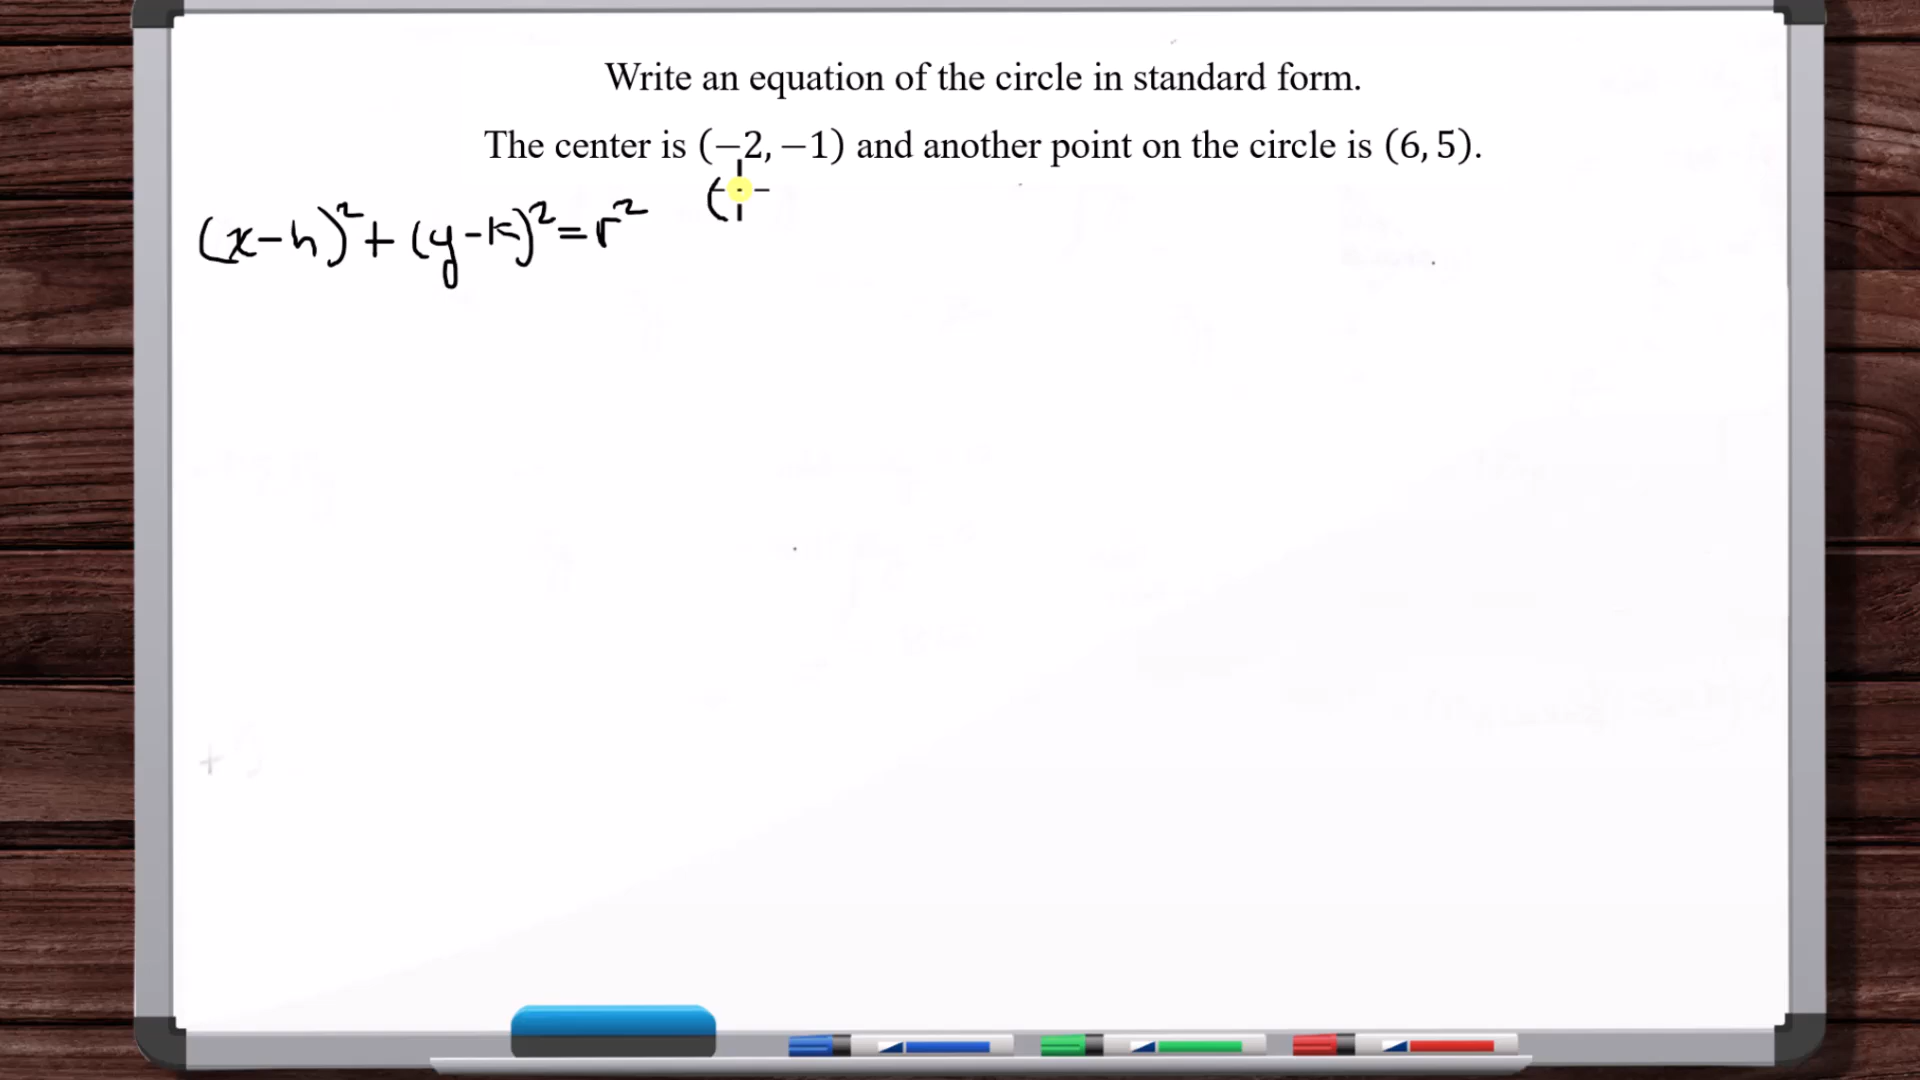 Write an equation of the circle in standard form.
The center is (−2, −1) and another point on the circle is (6, 5).
(x-h)²+(y-k)²=r² (